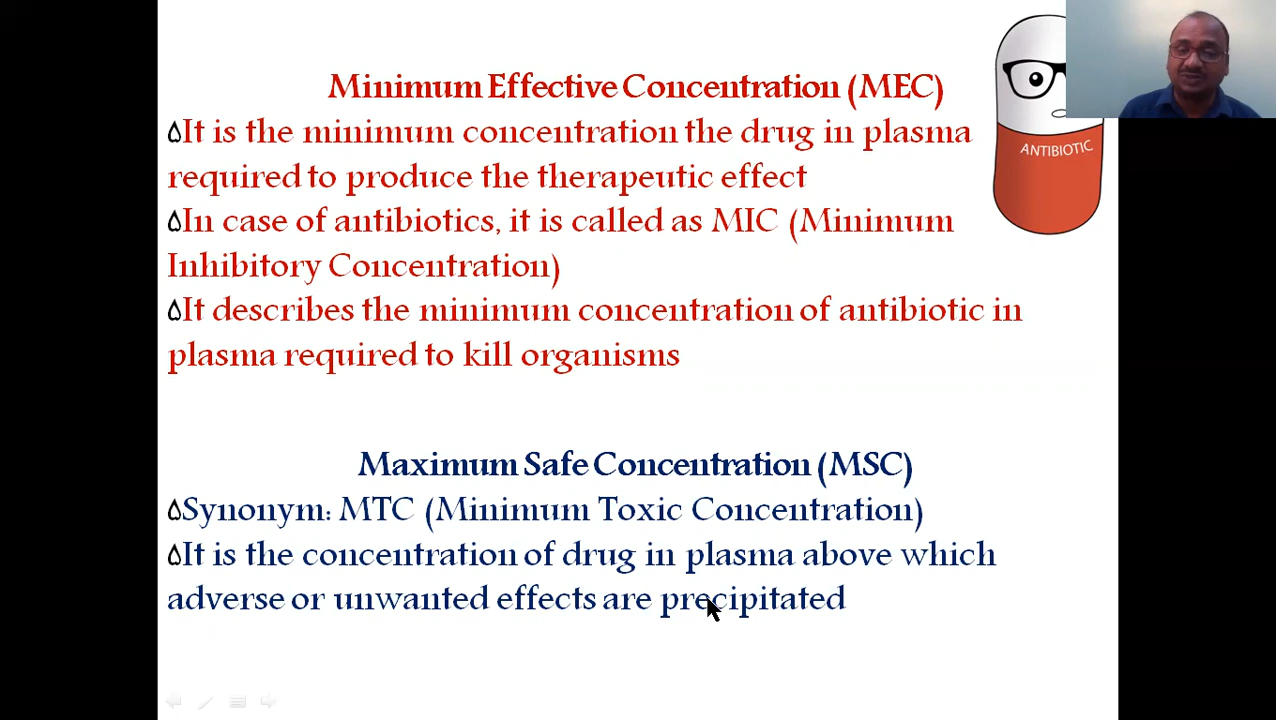 Minimum Effective Concentration (MEC)
It is the minimum concentration the drug in plasma
required to produce the therapeutic effect
In case of antibiotics, it is called as MIC (Minimum
Inhibitory Concentration)
It describes the minimum concentration of antibiotic in
plasma required to kill organisms
ANTIBIOTIC
Maximum Safe Concentration (MSC)
Synonym: MTC (Minimum Toxic Concentration)
It is the concentration of drug in plasma above which
adverse or unwanted effects are precipitated